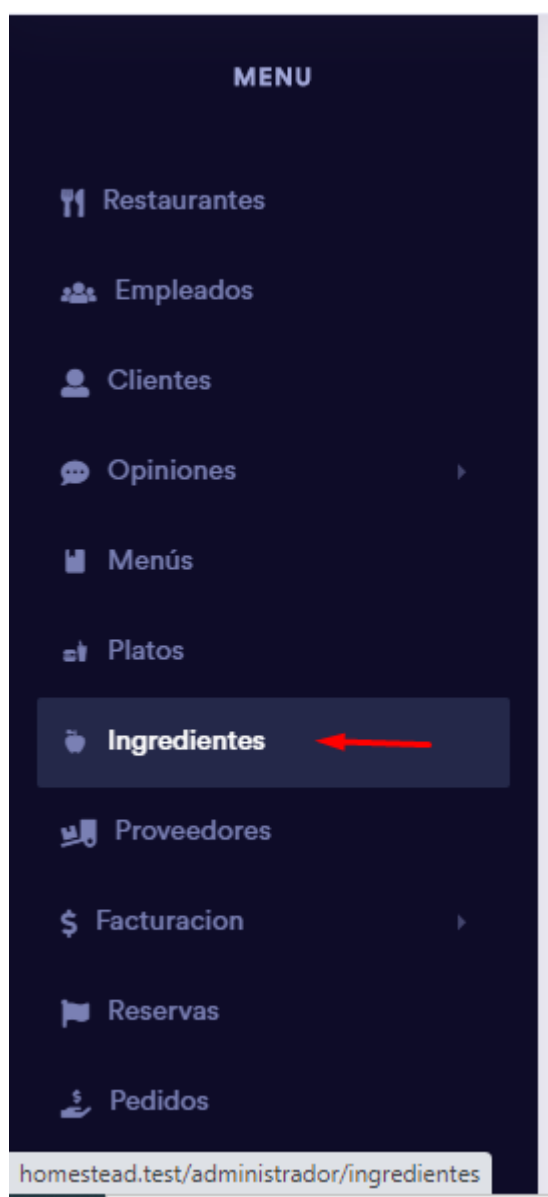 MENU
Restaurantes
Empleados
Clientes
Opiniones
Menús
Platos
Ingredientes
Proveedores
$ Facturacion
Reservas
Pedidos
homestead.test/administrador/ingredientes